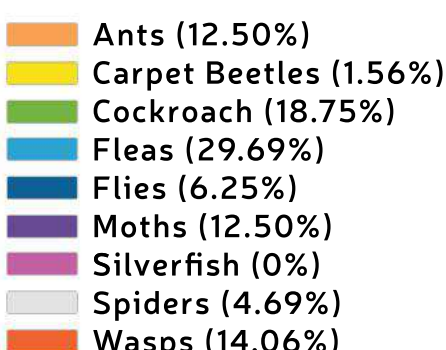 Ants (12.50%)
Carpet Beetles (1.56%)
Cockroach (18.75%)
Fleas (29.69%)
Flies (6.25%)
Moths (12.50%)
Silverfish (0%)
Spiders (4.69%)
Wasps (14.06%)